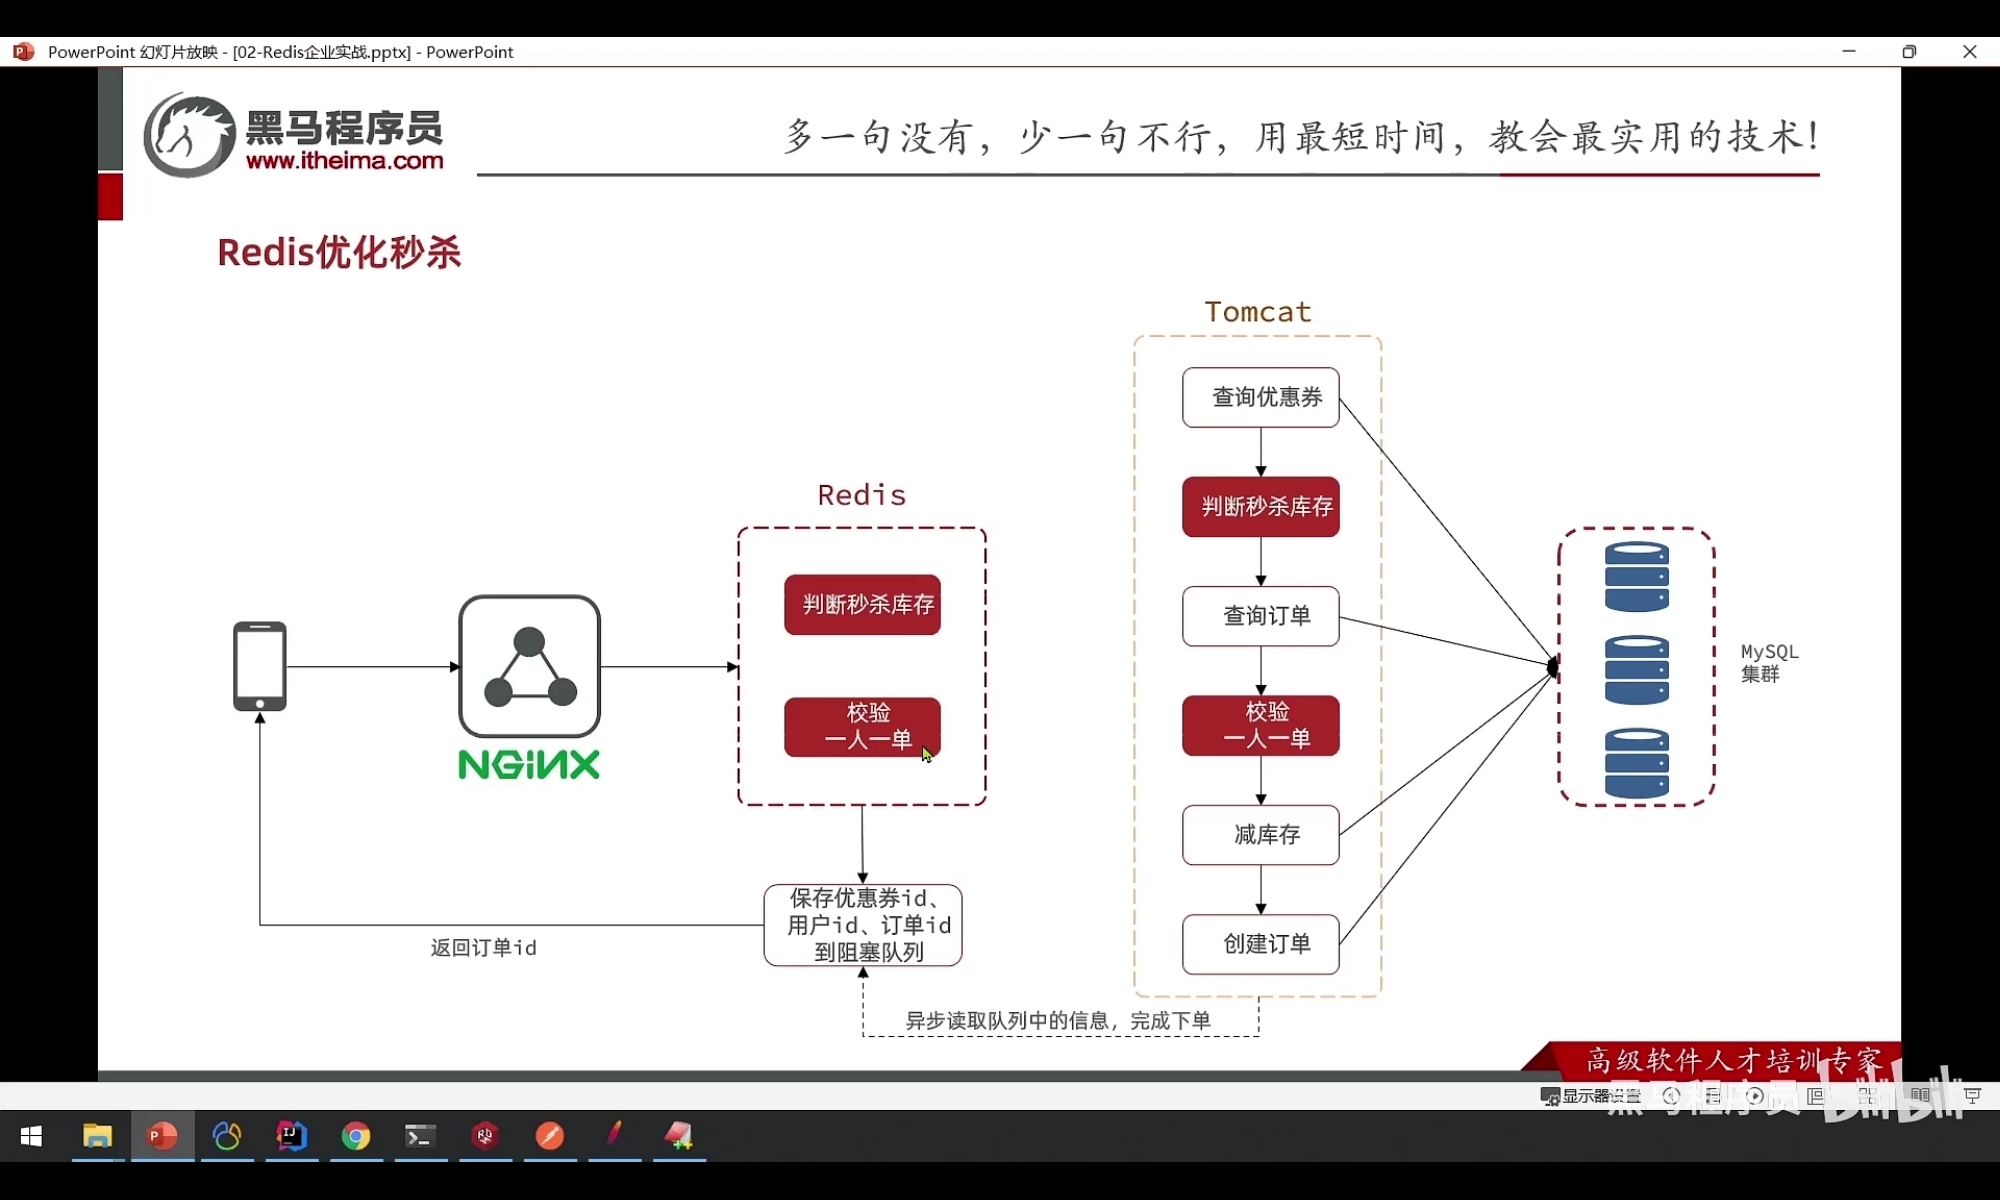 PowerPoint 幻灯片放映 - [02-Redis企业实战.pptx] - PowerPoint
黑马程序员
www.itheima.com
多一句没有，少一句不行，用最短时间，教会最实用的技术！
Redis优化秒杀
Tomcat
查询优惠券
判断秒杀库存
查询订单
校验
一人一单
减库存
创建订单
Redis
判断秒杀库存
校验
一人一单
NGINX
保存优惠券id、
用户id、订单id
到阻塞队列
返回订单id
异步读取队列中的信息，完成下单
MySQL
集群
高级软件人才培训专家
显示器设置
黑马程序员 bilibili